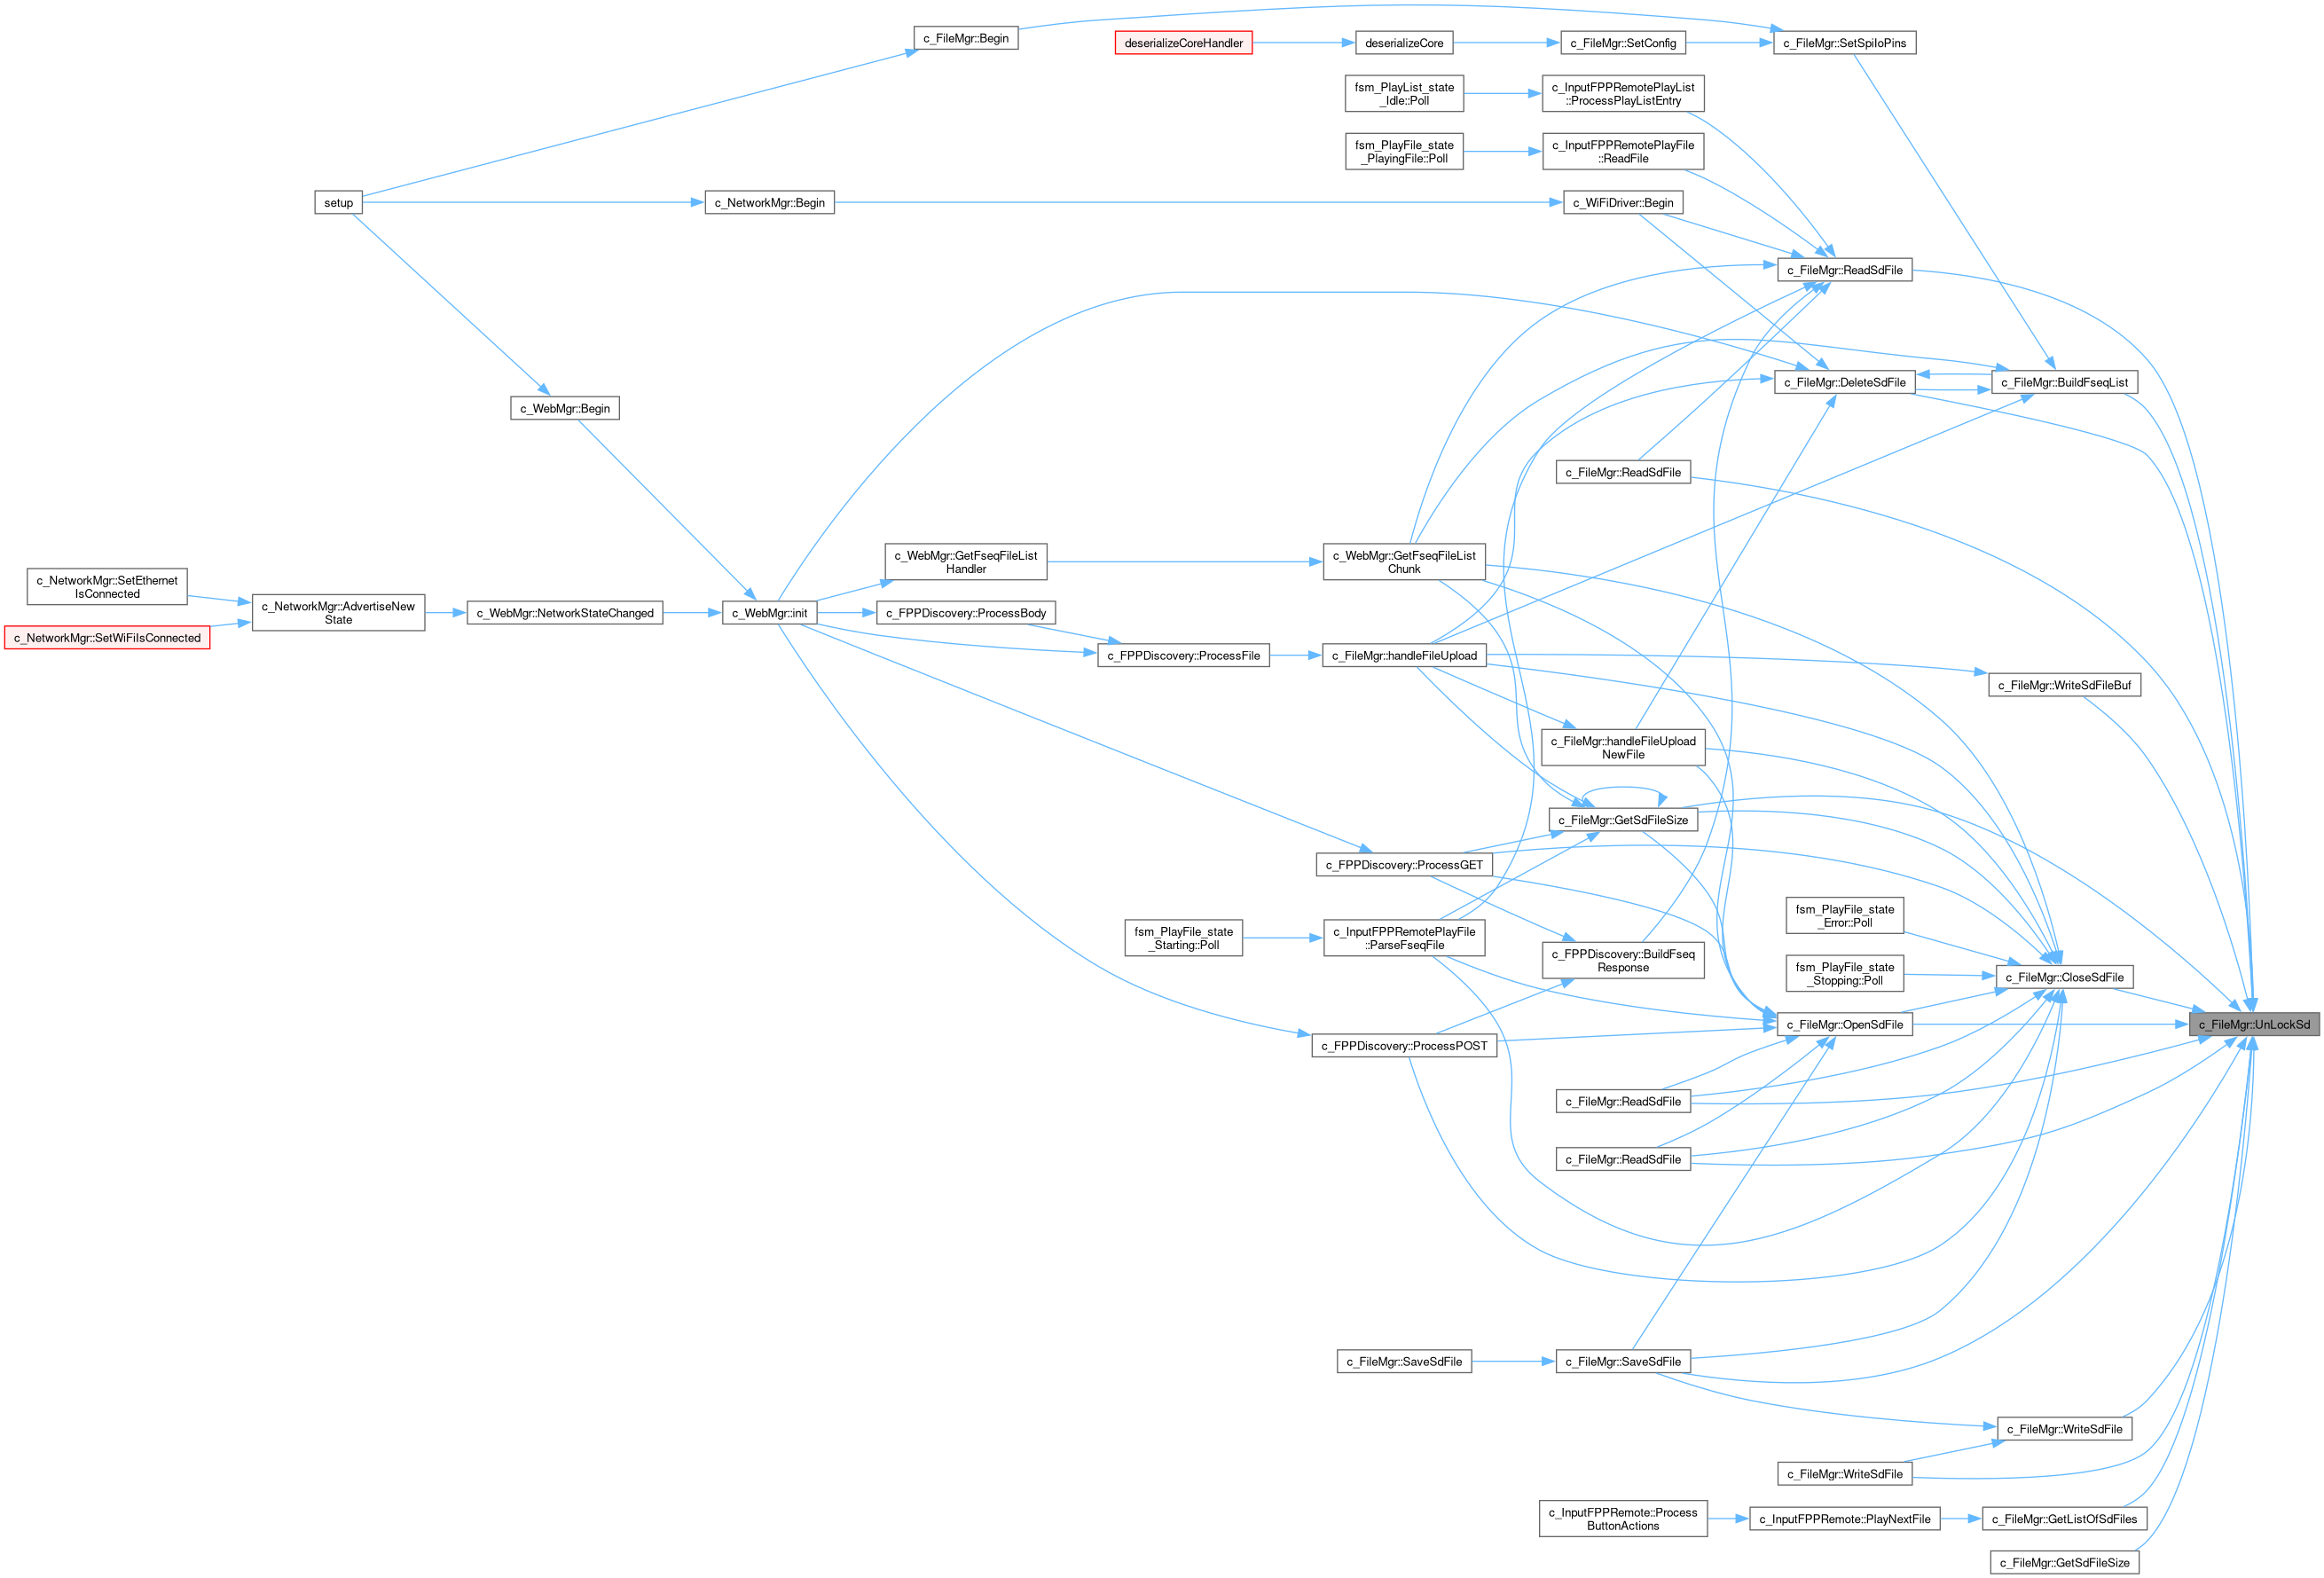 c_FileMgr::Begin
deserializeCoreHandler
deserializeCore
c_FileMgr::SetConfig
c_FileMgr::SetSpiIoPins
fsm_PlayList_state
_Idle::Poll
c_InputFPPRemotePlayList
::ProcessPlayListEntry
fsm_PlayFile_state
_PlayingFile::Poll
c_InputFPPRemotePlayFile
::ReadFile
setup
c_NetworkMgr::Begin
c_WiFiDriver::Begin
c_FileMgr::ReadSdFile
c_FileMgr::DeleteSdFile
c_FileMgr::BuildFseqList
c_WebMgr::Begin
c_FileMgr::ReadSdFile
c_WebMgr::GetFseqFileList
Handler
c_WebMgr::GetFseqFileList
Chunk
c_NetworkMgr::SetEthernet
IsConnected
c_NetworkMgr::AdvertiseNew
State
c_WebMgr::NetworkStateChanged
c_WebMgr::init
c_FPPDiscovery::ProcessBody
c_NetworkMgr::SetWiFiIsConnected
c_FPPDiscovery::ProcessFile
c_FileMgr::handleFileUpload
c_FileMgr::WriteSdFileBuf
c_FileMgr::handleFileUpload
NewFile
c_FileMgr::GetSdFileSize
c_FPPDiscovery::ProcessGET
fsm_PlayFile_state
_Error::Poll
fsm_PlayFile_state
_Starting::Poll
c_InputFPPRemotePlayFile
::ParseFseqFile
c_FPPDiscovery::BuildFseq
Response
fsm_PlayFile_state
_Stopping::Poll
c_FileMgr::CloseSdFile
c_FileMgr::OpenSdFile
c_FileMgr::UnLockSd
c_FPPDiscovery::ProcessPOST
c_FileMgr::ReadSdFile
c_FileMgr::ReadSdFile
c_FileMgr::SaveSdFile
c_FileMgr::SaveSdFile
c_FileMgr::WriteSdFile
c_FileMgr::WriteSdFile
c_InputFPPRemote::Process
ButtonActions
c_InputFPPRemote::PlayNextFile
c_FileMgr::GetListOfSdFiles
c_FileMgr::GetSdFileSize